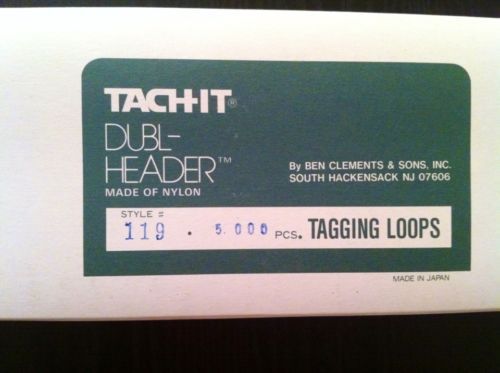 TACH-IT®
DUBL-
HEADER™
MADE OF NYLON
By BEN CLEMENTS & SONS, INC.
SOUTH HACKENSACK NJ 07606
STYLE #
119 . 5.000 PCS. TAGGING LOOPS
MADE IN JAPAN